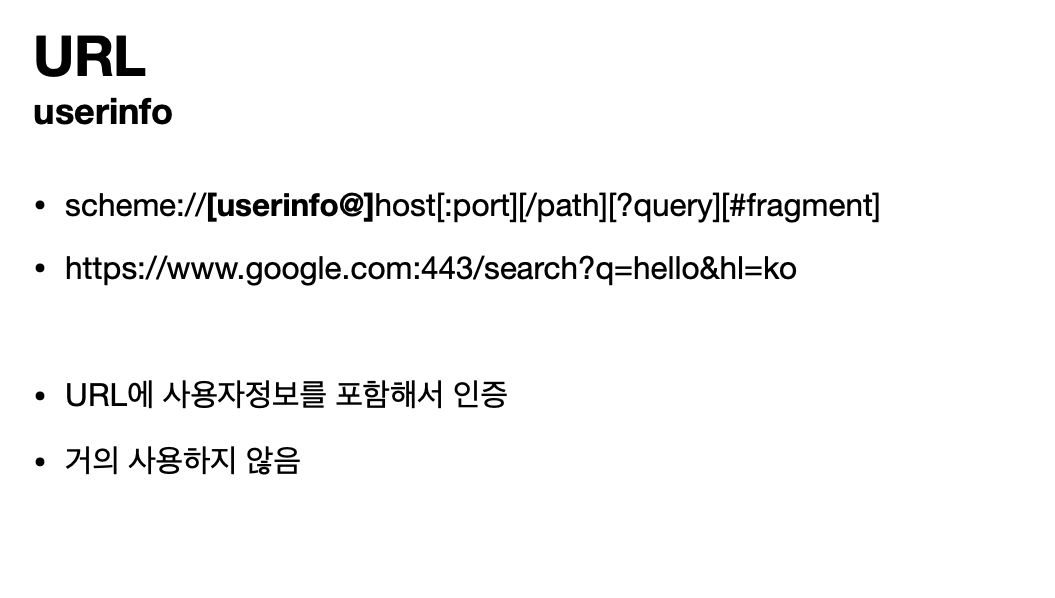 URL
userinfo
• scheme://[userinfo@]host[:port][/path][?query][#fragment]
• https://www.google.com:443/search?q=hello&hl=ko
• URL에 사용자정보를 포함해서 인증
• 거의 사용하지 않음